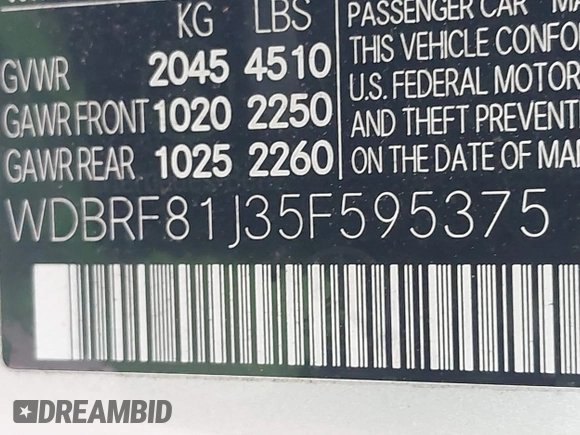 KG LBS
GVWR 2045 4510
GAWR FRONT 1020 2250
GAWR REAR 1025 2260
PASSENGER CAR
THIS VEHICLE CONFO
U.S. FEDERAL MOTOR
AND THEFT PREVENT
ON THE DATE OF MA
WDBRF81J35F595375
DREAMBID